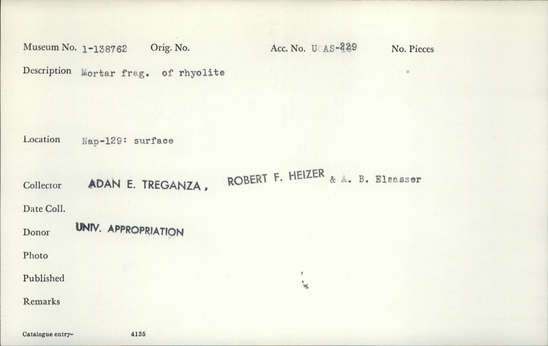 Museum No. 1-138762 Orig. No. Acc. No. UCAS-229 No. Pieces
Description Mortar frag. of rhyolite
Location Nap-129: surface
Collector ADAN E. TREGANZA, ROBERT F. HEIZER & A. B. Elsasser
Date Coll.
Donor UNIV. APPROPRIATION
Photo
Published
Remarks
Catalogue entry- 4135